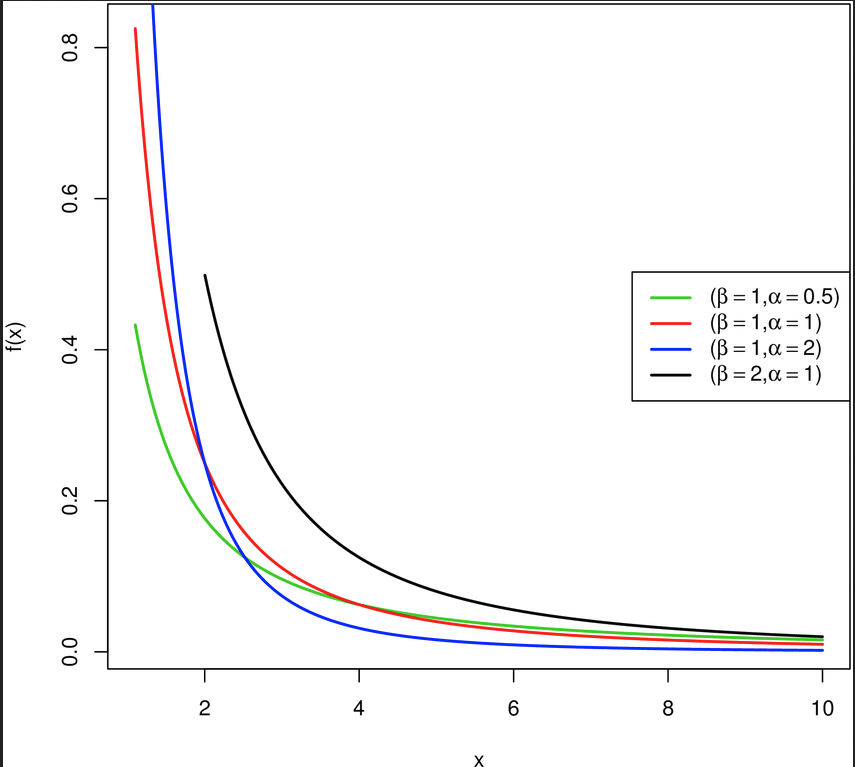 f(x)
0.8
0.6
0.4
0.2
0.0
(β = 1,α = 0.5)
(β = 1,α = 1)
(β = 1,α = 2)
(β = 2,α = 1)
2 4 6 8 10
x